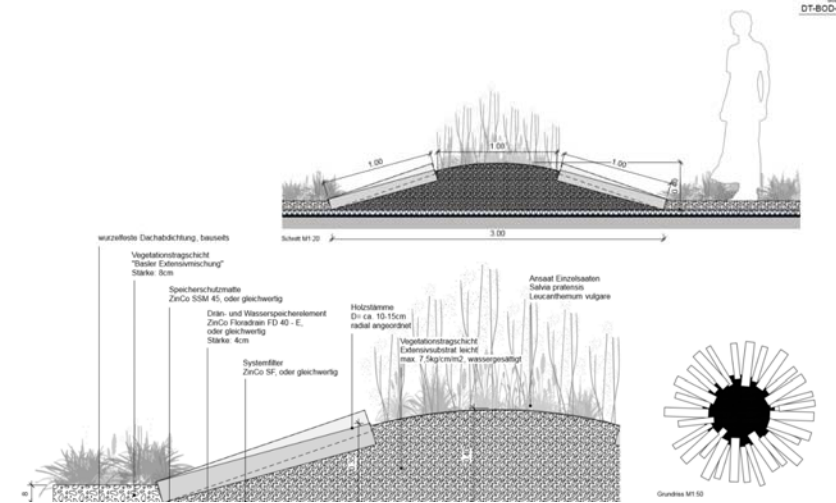 DT-BOD-
1.00
1.00
1.00
0.40
Schnitt M1:20
3.00
wurzelfeste Dachabdichtung, bauseits
Vegetationstragschicht
"Basler Extensivmischung"
Stärke: 8cm
Speicherschutzmatte
ZinCo SSM 45, oder gleichwertig
Drän- und Wasserspeicherelement
ZinCo Floradrain FD 40 - E,
oder gleichwertig
Stärke: 4cm
Systemfilter
ZinCo SF, oder gleichwertig
Holzstämme
D= ca. 10-15cm
radial angeordnet
Vegetationstragschicht
Extensivsubstrat leicht
max. 7,5kg/cm/m2, wassergesättigt
Ansaat Einzelsaaten
Salvia pratensis
Leucanthemum vulgare
8
Grundriss M1:50